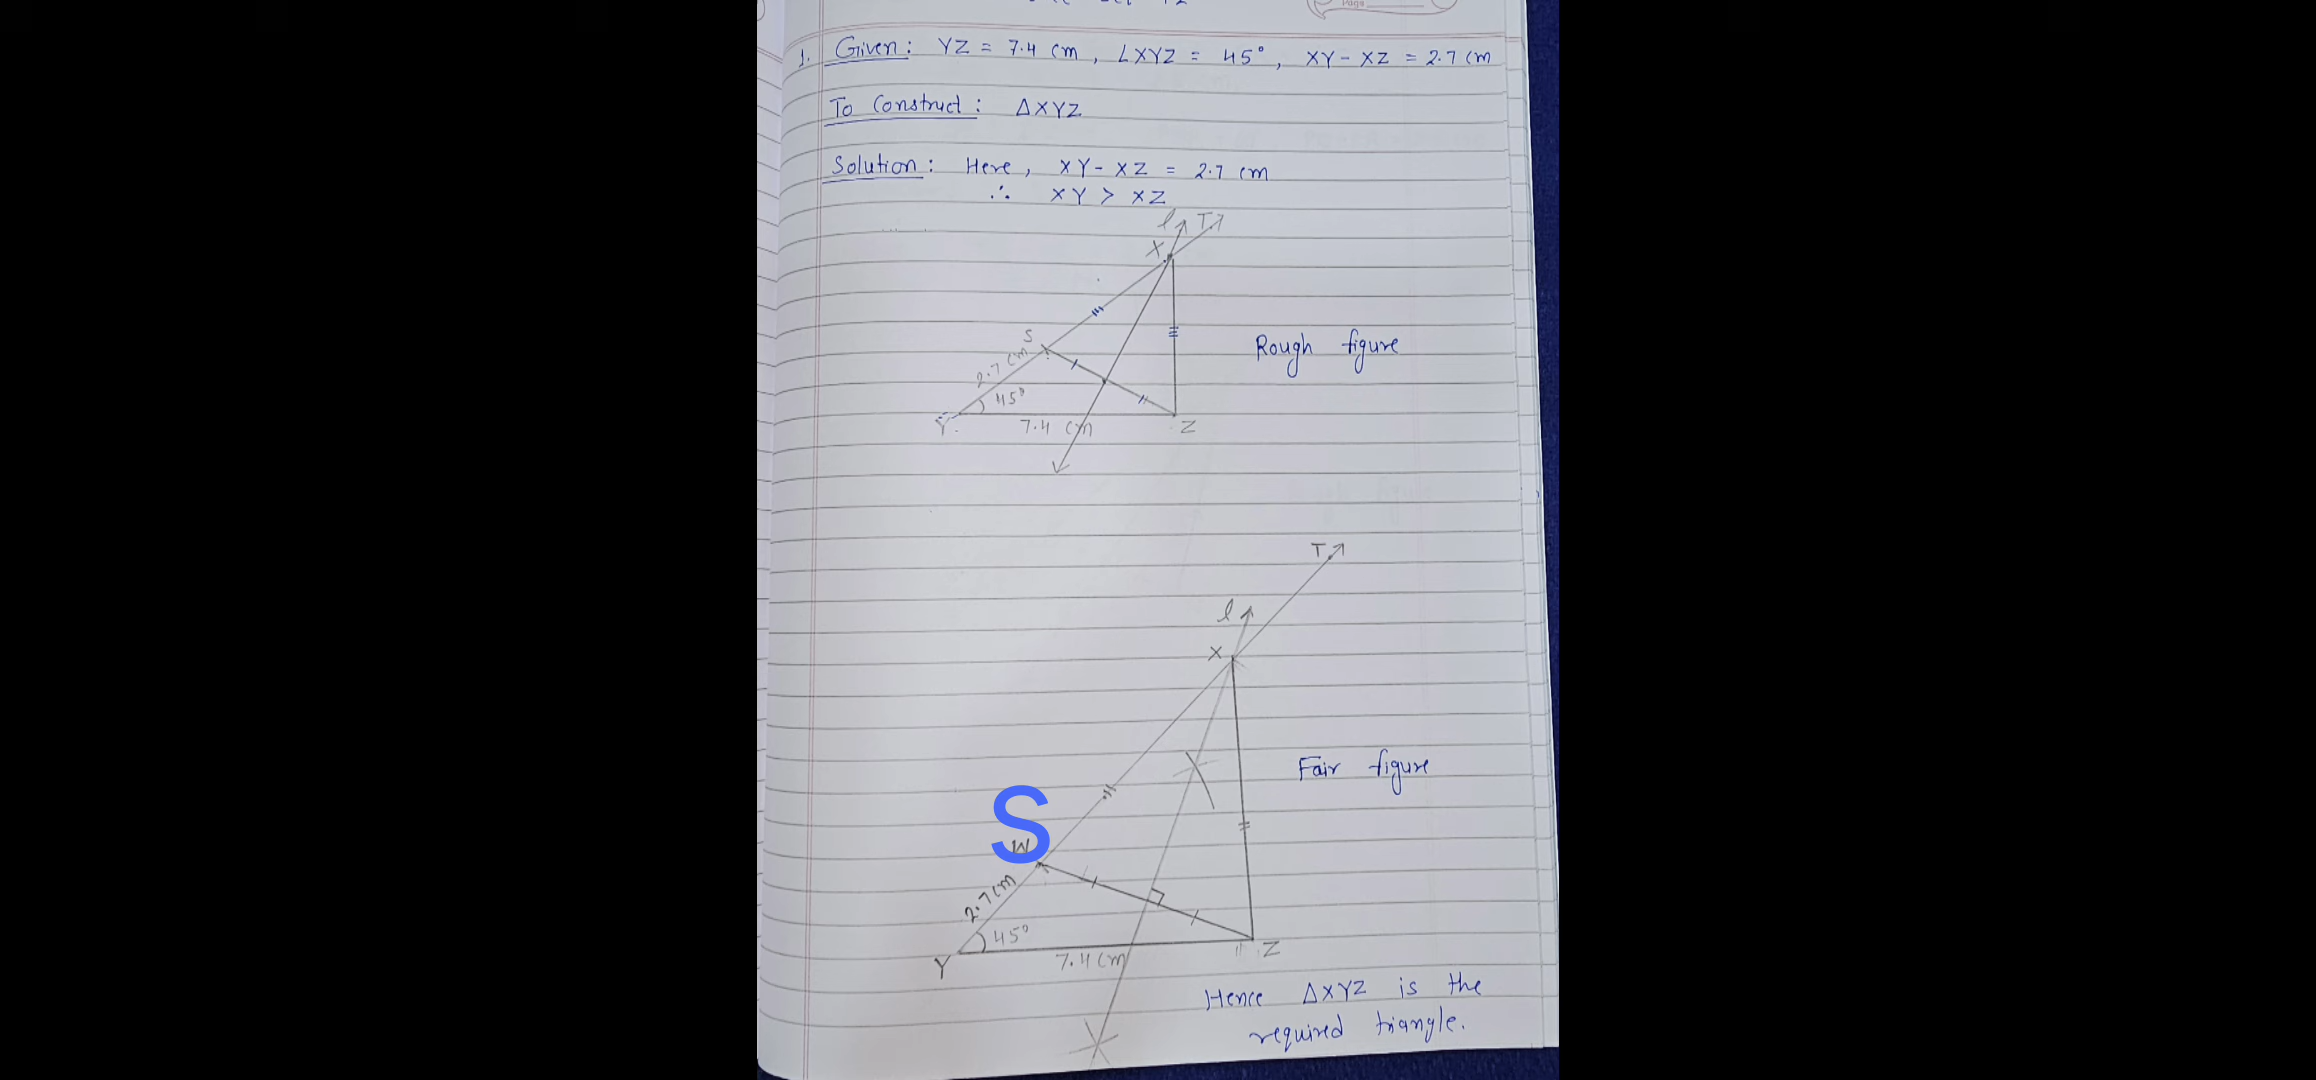 Page
1. Given: YZ = 7.4 cm, ∠XYZ = 45°, XY - XZ = 2.7 cm
To Construct: ΔXYZ
Solution: Here, XY - XZ = 2.7 cm
∴ XY > XZ
l T
X
S
2.7 cm
45°
Y
7.4 cm
Z
Rough figure
T
l
X
Fair figure
S
W
2.7 cm
45°
Y
7.4 cm
Z
Hence ΔXYZ is the
required triangle.